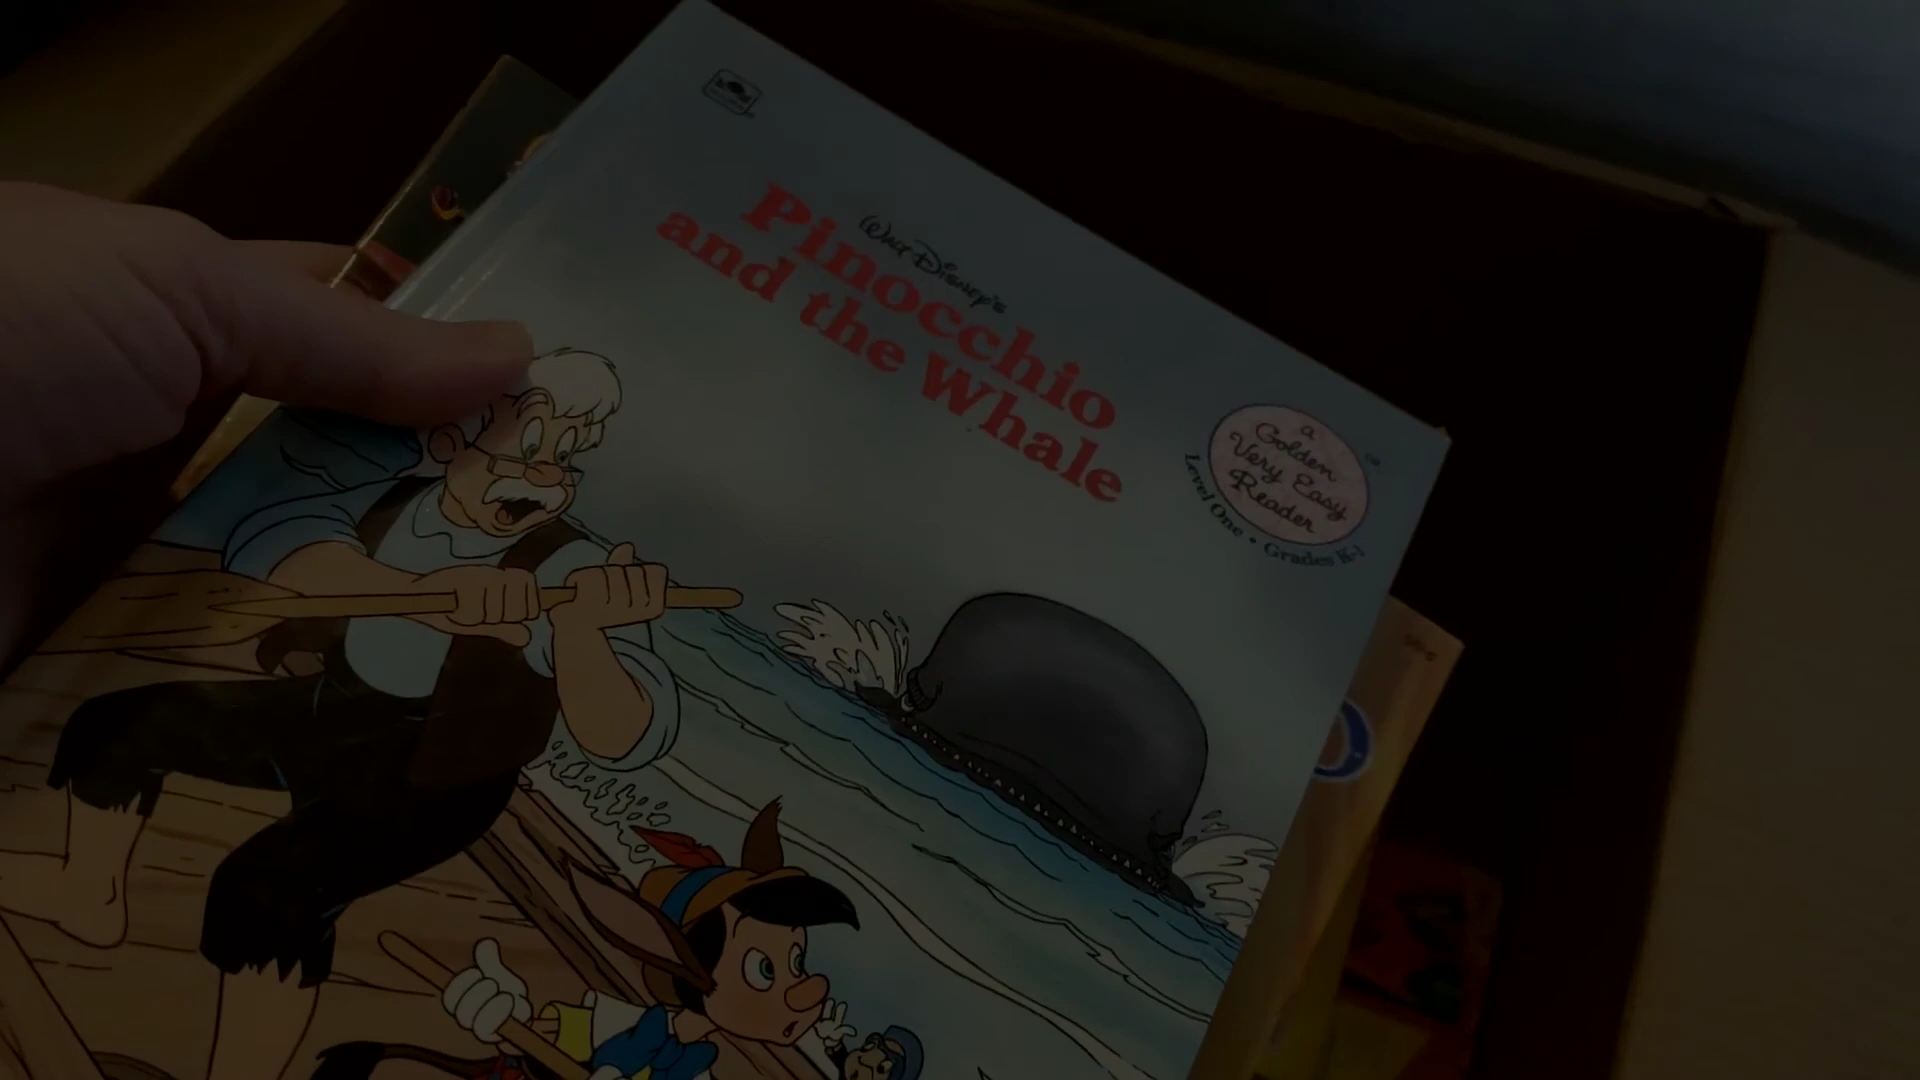 Walt Disney's
Pinocchio
and the Whale
a
Golden
Very Easy
Reader
Level One • Grades K-1